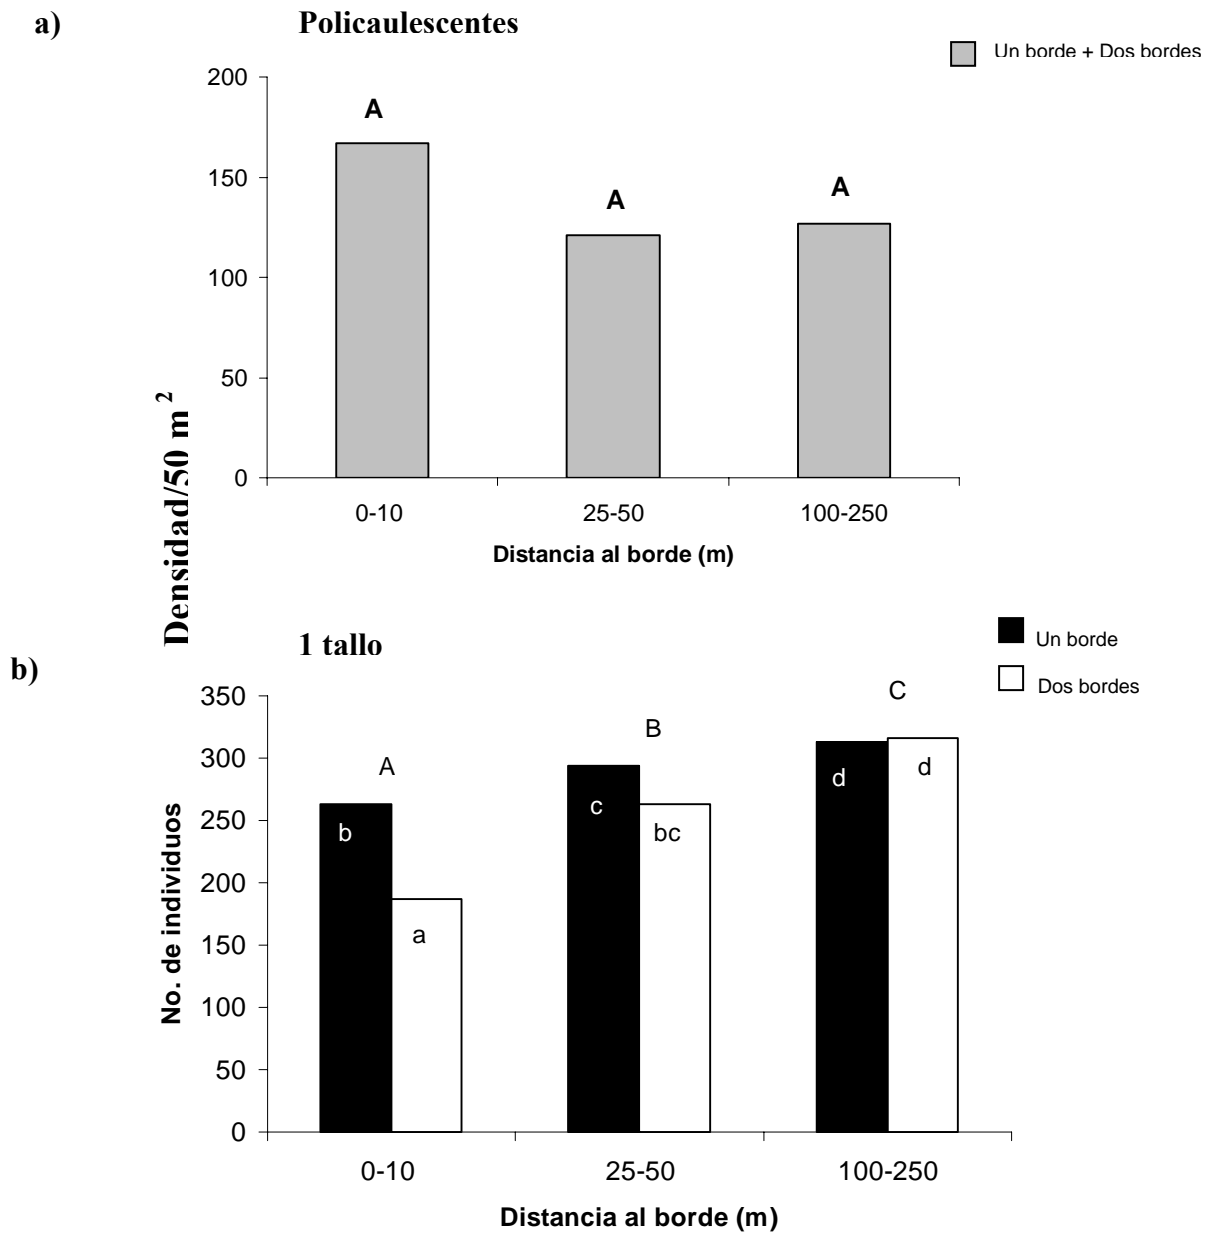 a)
Policaulescentes
Un borde + Dos bordes
200
150
100
50
0
A
A
A
0-10
25-50
100-250
Distancia al borde (m)
Densidad/50 m²
b)
1 tallo
Un borde
Dos bordes
350
300
250
200
150
100
50
0
No. de individuos
A
B
C
b
a
c
bc
d
d
0-10
25-50
100-250
Distancia al borde (m)